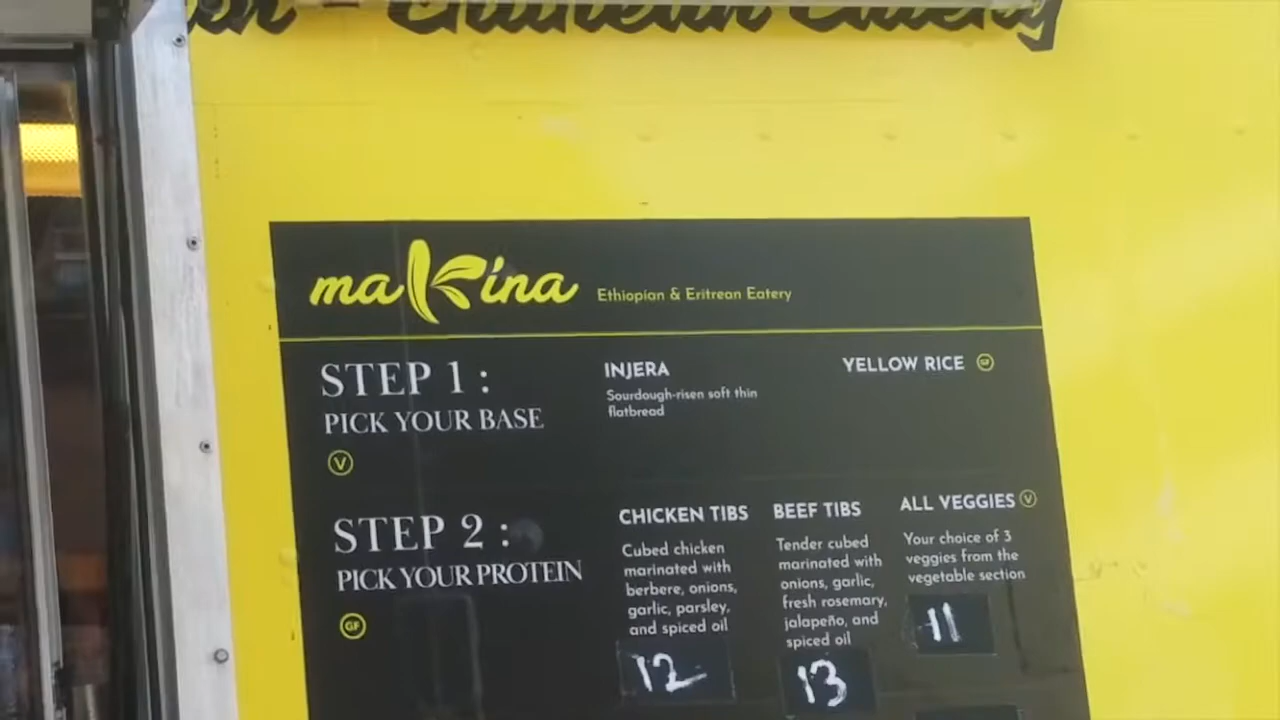 Eritrean Eatery
makina Ethiopian & Eritrean Eatery
STEP 1 :
PICK YOUR BASE
V
INJERA
Sourdough-risen soft thin
flatbread
YELLOW RICE GF
STEP 2 :
PICK YOUR PROTEIN
GF
CHICKEN TIBS
Cubed chicken
marinated with
berbere, onions,
garlic, parsley,
and spiced oil
12
BEEF TIBS
Tender cubed
marinated with
onions, garlic,
fresh rosemary,
jalapeño, and
spiced oil
13
ALL VEGGIES V
Your choice of 3
veggies from the
vegetable section
11